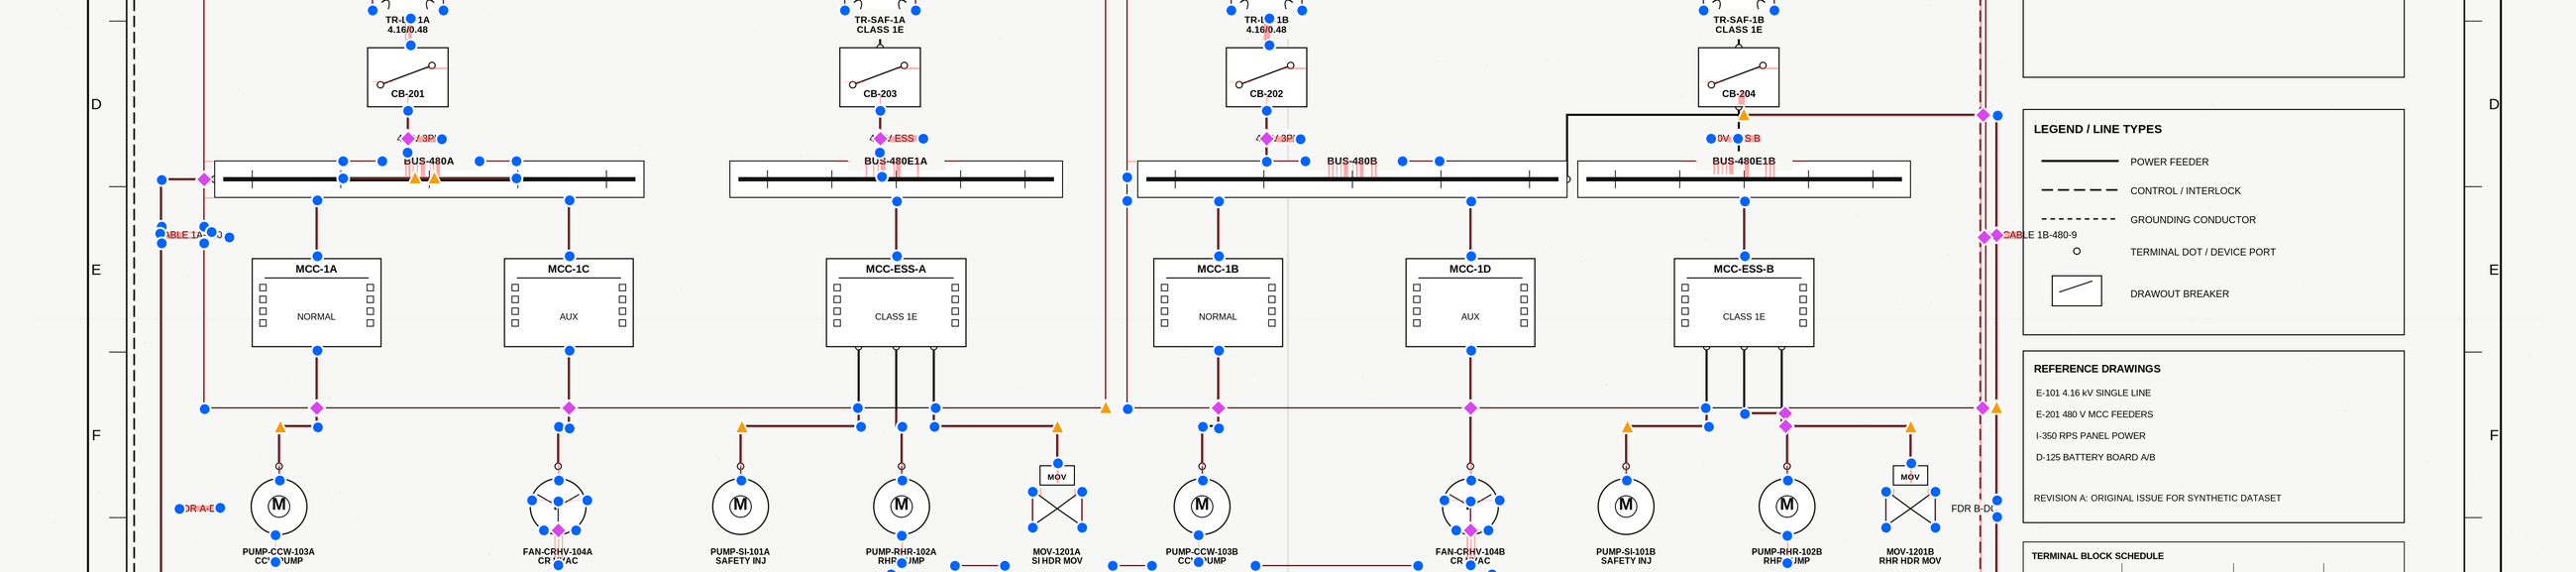 TR-SAF-1A
CLASS 1E
TR-SAF-1B
CLASS 1E
4.16/0.48
4.16/0.48
D
CB-201
CB-203
CB-202
CB-204
D
LEGEND / LINE TYPES
POWER FEEDER
CONTROL / INTERLOCK
GROUNDING CONDUCTOR
TERMINAL DOT / DEVICE PORT
DRAWOUT BREAKER
BUS-480A
BUS-480E1A
BUS-480B
BUS-480E1B
CABLE 1B-480-9
E
MCC-1A
MCC-1C
MCC-ESS-A
MCC-1B
MCC-1D
MCC-ESS-B
E
NORMAL
AUX
CLASS 1E
NORMAL
AUX
CLASS 1E
REFERENCE DRAWINGS
E-101 4.16 kV SINGLE LINE
E-201 480 V MCC FEEDERS
I-350 RPS PANEL POWER
D-125 BATTERY BOARD A/B
REVISION A: ORIGINAL ISSUE FOR SYNTHETIC DATASET
F
F
M
M
M
MOV
M
M
M
MOV
FDR B-DC
PUMP-CCW-103A
FAN-CRHV-104A
PUMP-SI-101A
SAFETY INJ
PUMP-RHR-102A
MOV-1201A
SI HDR MOV
PUMP-CCW-103B
FAN-CRHV-104B
PUMP-SI-101B
SAFETY INJ
PUMP-RHR-102B
MOV-1201B
RHR HDR MOV
TERMINAL BLOCK SCHEDULE